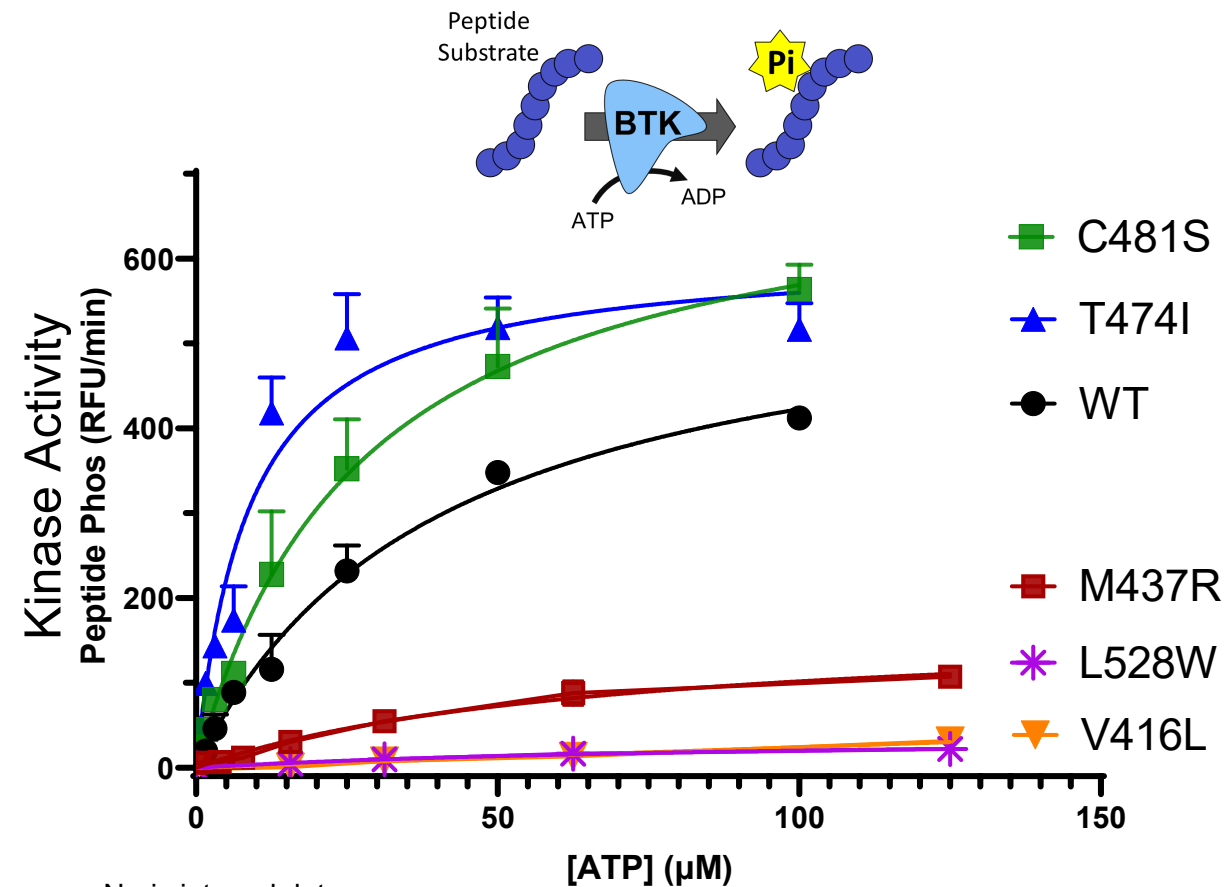 Peptide
Substrate
Pi
BTK
ATP
ADP
Kinase Activity
Peptide Phos (RFU/min)
600
400
200
0
0
50
100
150
[ATP] (µM)
C481S
T474I
WT
M437R
L528W
V416L